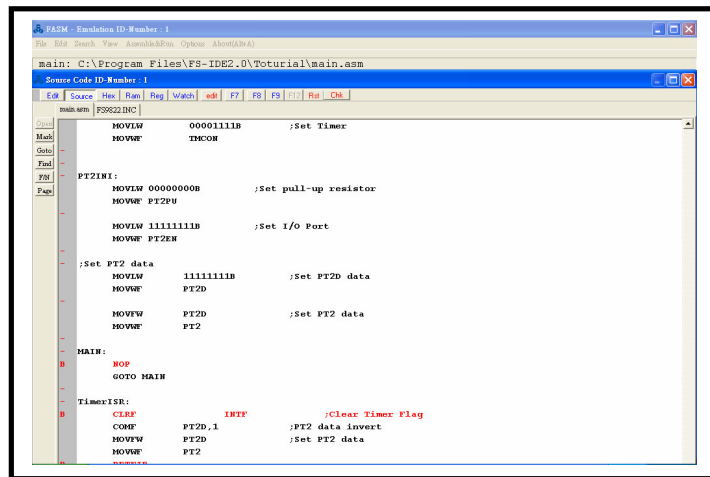 FASM - Emulation ID-Number : 1
File Edit Search View Assemble&Run Options About(Alt+A)
main: C:\Program Files\FS-IDE2.0\Toturial\main.asm
Source Code ID-Number : 1
Edit Source Hex Ram Reg Watch edit F7 F8 F9 F12 Rst Chk
main.asm FS9822.INC
Open
Mark
Goto
Find
F/N
Page
MOVLW 00001111B ;Set Timer
MOVWF TMCON
-
-
- PT2INI:
MOVLW 00000000B ;Set pull-up resistor
MOVWF PT2PU
-
MOVLW 11111111B ;Set I/O Port
MOVWF PT2EN
-
- ;Set PT2 data
MOVLW 11111111B ;Set PT2D data
MOVWF PT2D
-
MOVFW PT2D ;Set PT2 data
MOVWF PT2
-
- MAIN:
B NOP
GOTO MAIN
-
- TimerISR:
B CLRF INTF ;Clear Timer Flag
COMF PT2D,1 ;PT2 data invert
MOVFW PT2D ;Set PT2 data
MOVWF PT2